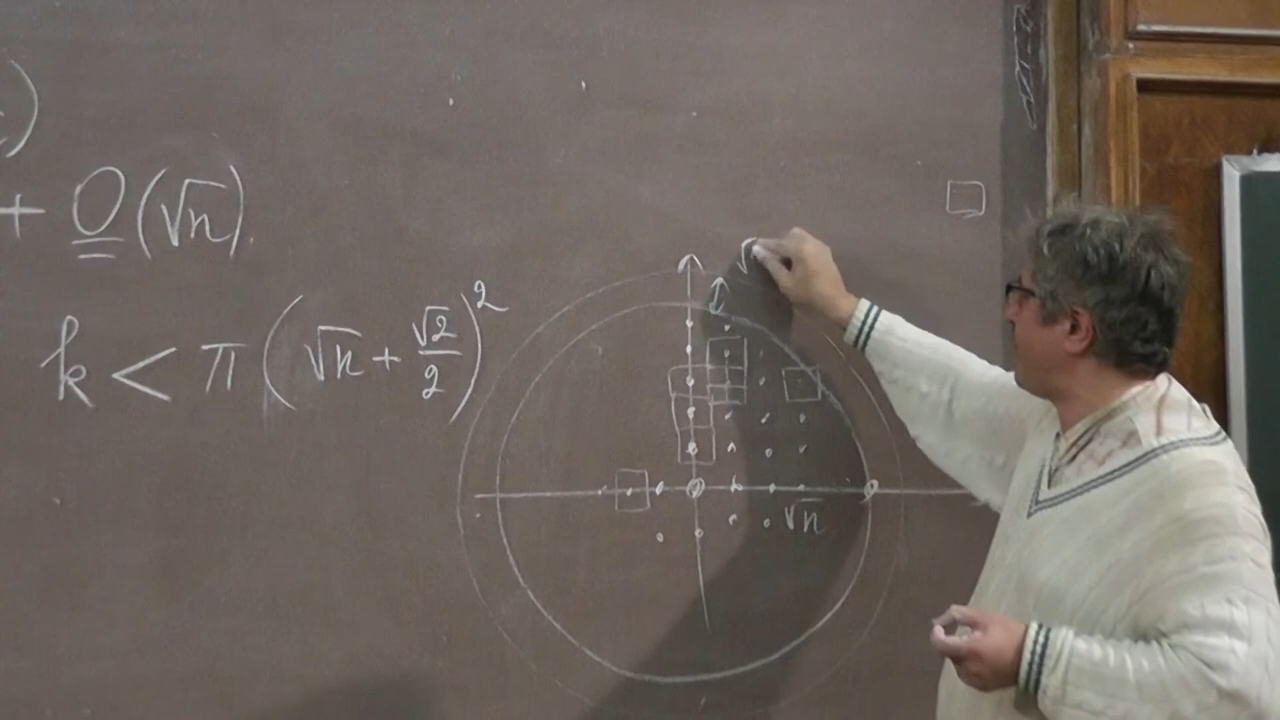 )
+ O(√n)
k < π(√n + √2/2)²
√n